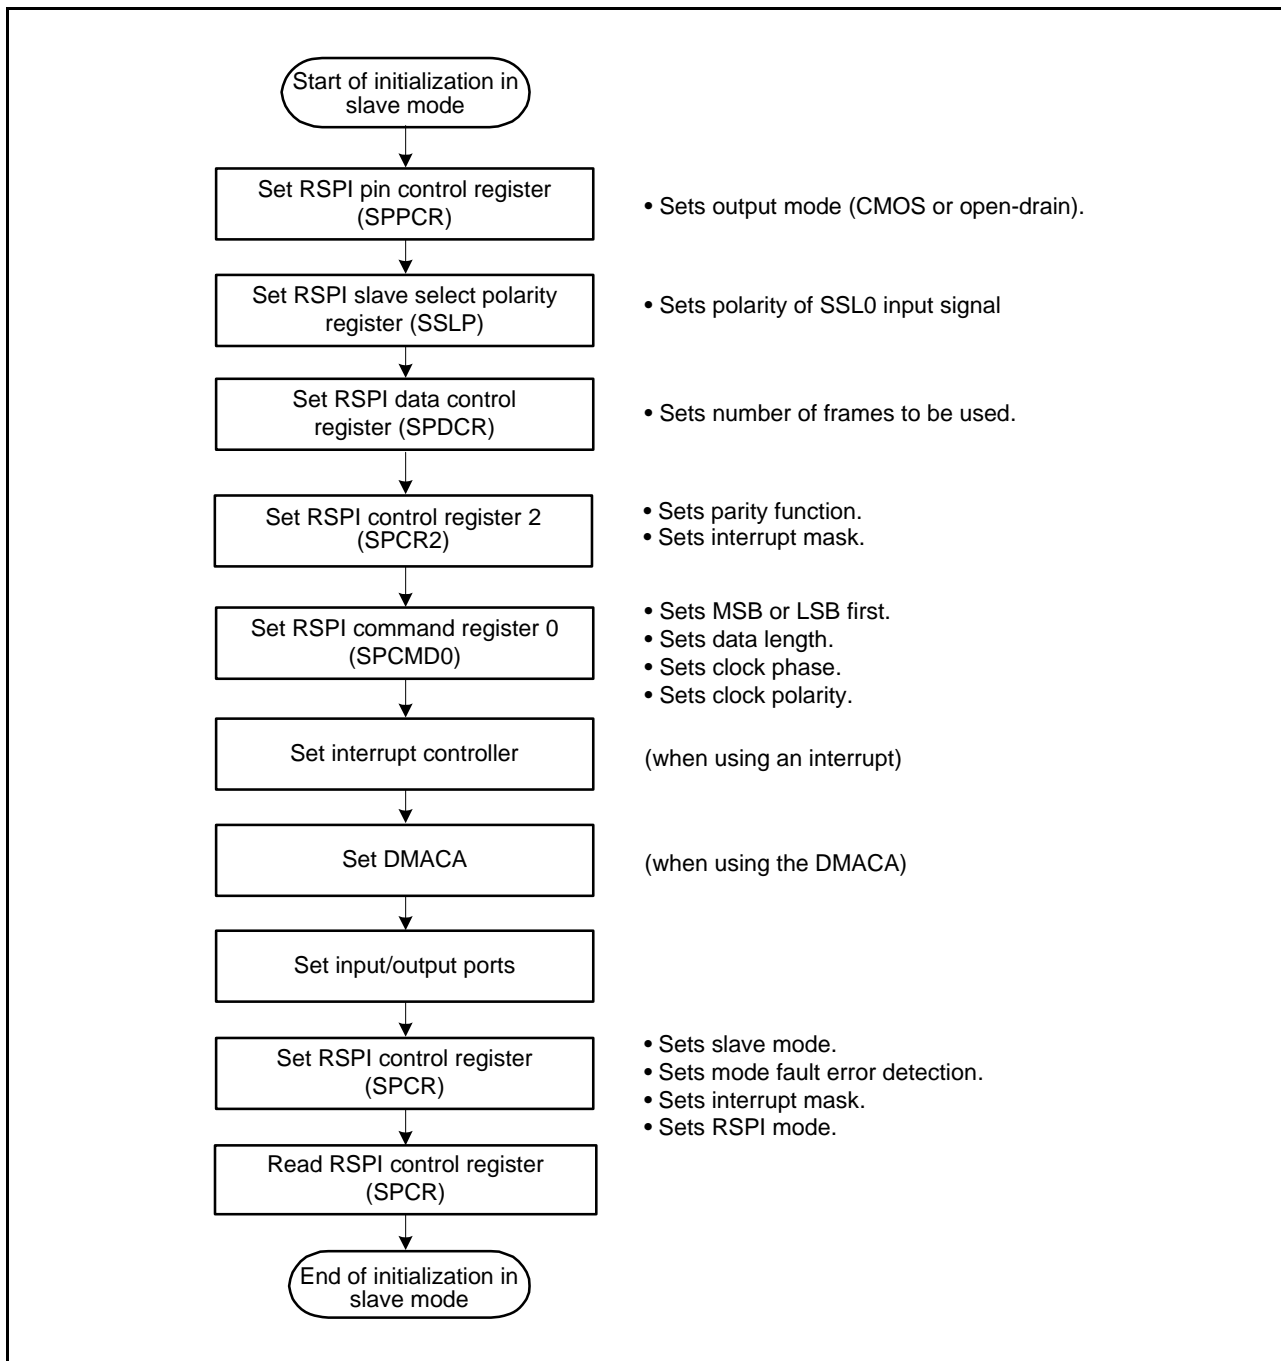 Start of initialization in
slave mode
Set RSPI pin control register
(SPPCR)
• Sets output mode (CMOS or open-drain).
Set RSPI slave select polarity
register (SSLP)
• Sets polarity of SSL0 input signal
Set RSPI data control
register (SPDCR)
• Sets number of frames to be used.
Set RSPI control register 2
(SPCR2)
• Sets parity function.
• Sets interrupt mask.
Set RSPI command register 0
(SPCMD0)
• Sets MSB or LSB first.
• Sets data length.
• Sets clock phase.
• Sets clock polarity.
Set interrupt controller
(when using an interrupt)
Set DMACA
(when using the DMACA)
Set input/output ports
Set RSPI control register
(SPCR)
• Sets slave mode.
• Sets mode fault error detection.
• Sets interrupt mask.
• Sets RSPI mode.
Read RSPI control register
(SPCR)
End of initialization in
slave mode